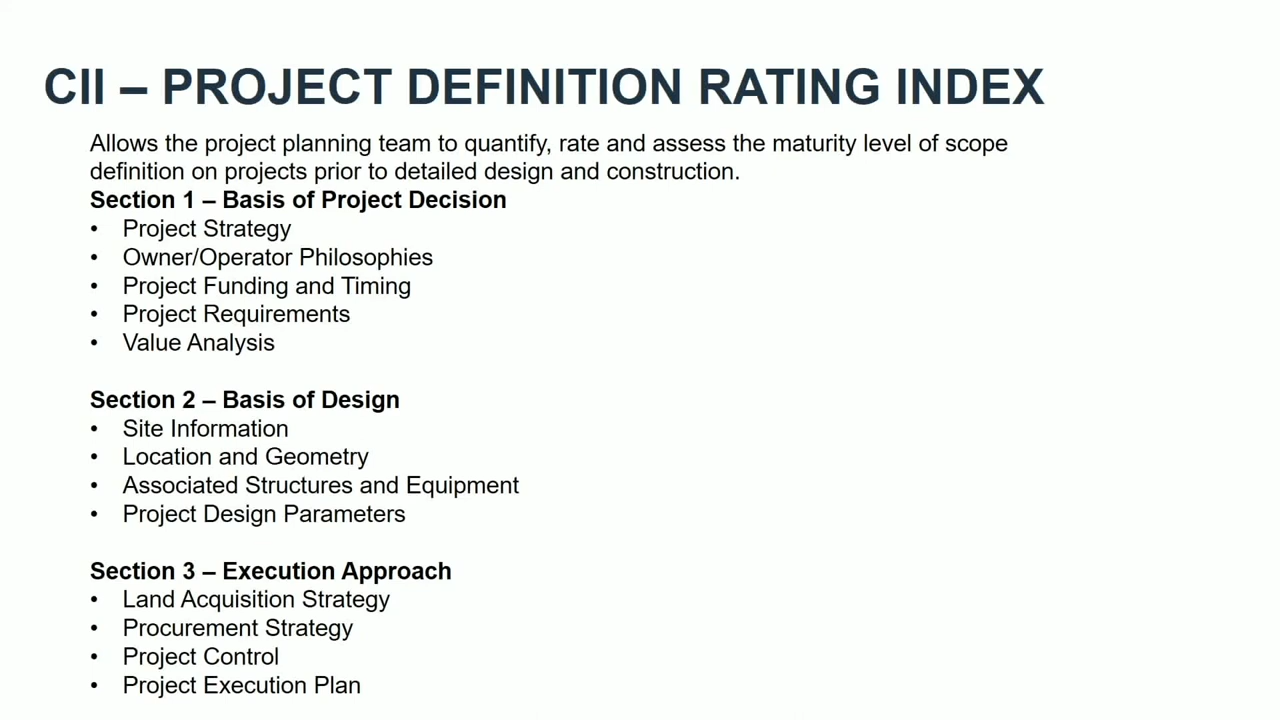 CII – PROJECT DEFINITION RATING INDEX
Allows the project planning team to quantify, rate and assess the maturity level of scope
definition on projects prior to detailed design and construction.
Section 1 – Basis of Project Decision
• Project Strategy
• Owner/Operator Philosophies
• Project Funding and Timing
• Project Requirements
• Value Analysis
Section 2 – Basis of Design
• Site Information
• Location and Geometry
• Associated Structures and Equipment
• Project Design Parameters
Section 3 – Execution Approach
• Land Acquisition Strategy
• Procurement Strategy
• Project Control
• Project Execution Plan